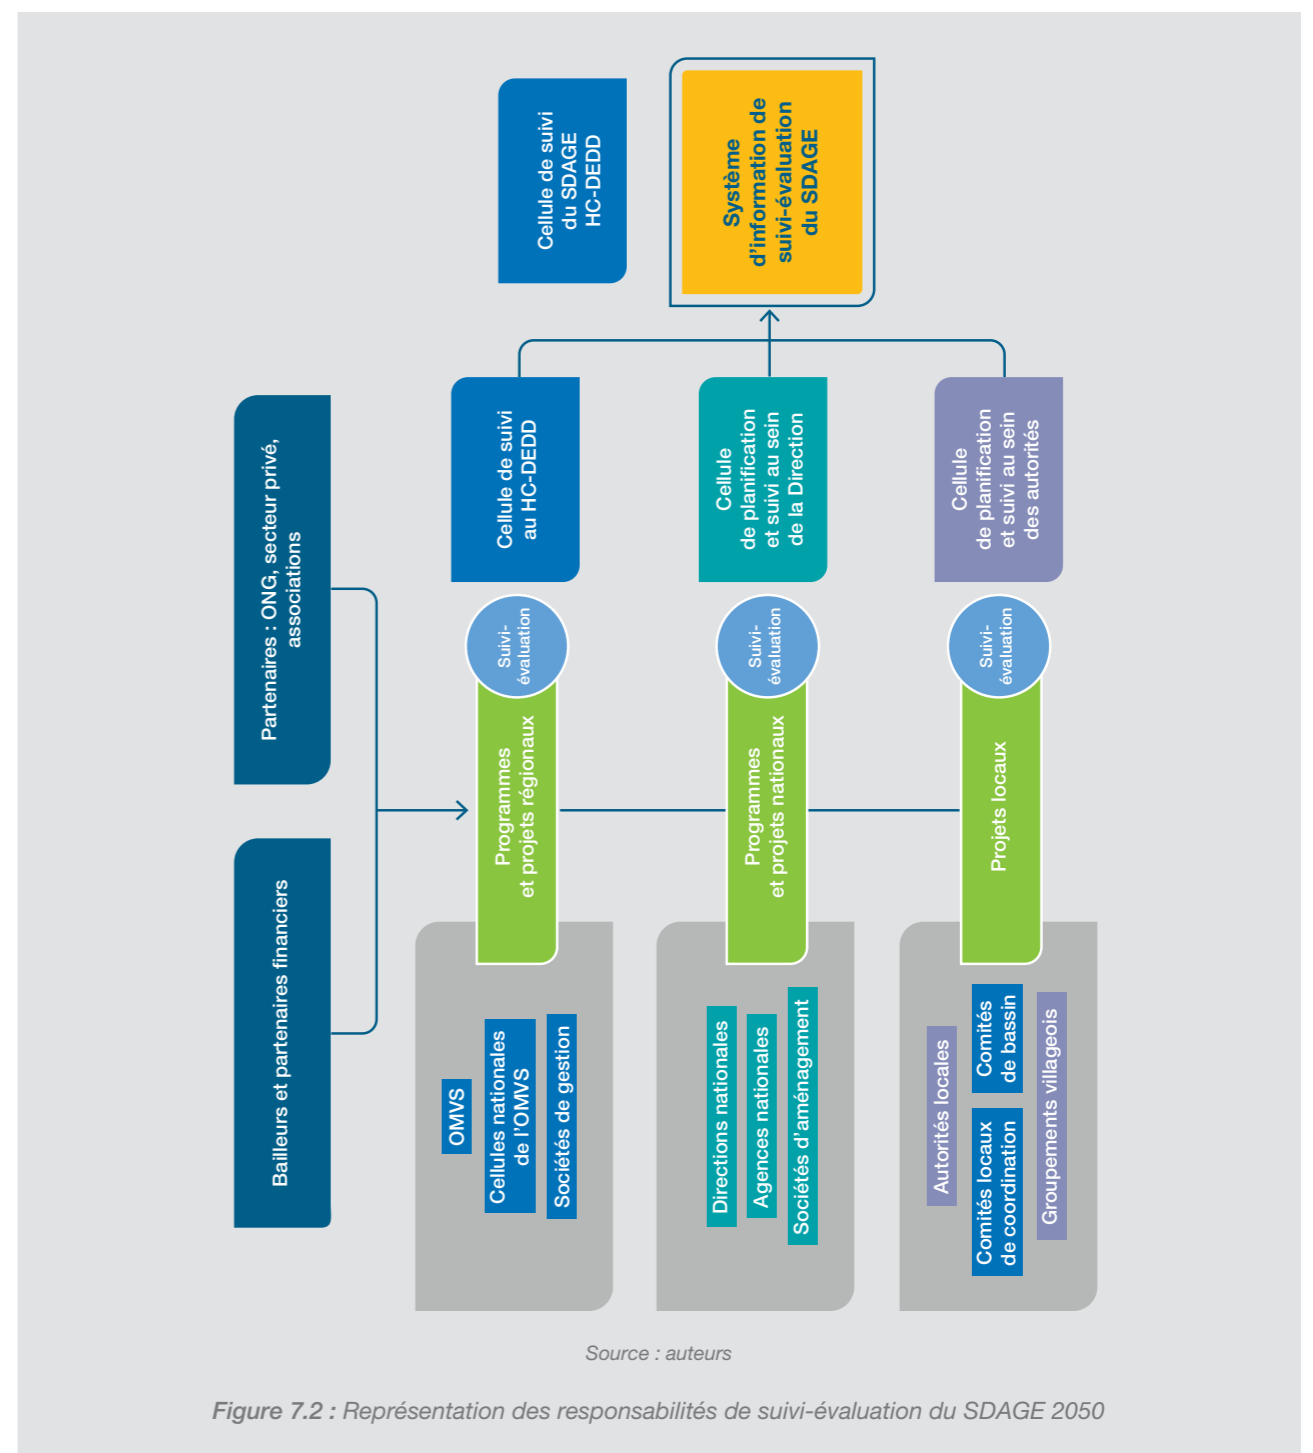 Bailleurs et partenaires financiers
Partenaires : ONG, secteur privé,
associations
OMVS
Cellules nationales
de l'OMVS
Sociétés de gestion
Programmes
et projets régionaux
Suivi-
évaluation
Cellule de suivi
au HC-DEDD
Cellule de suivi
du SDAGE
HC-DEDD
Directions nationales
Agences nationales
Sociétés d'aménagement
Programmes
et projets nationaux
Suivi-
évaluation
Cellule
de planification
et suivi au sein
de la Direction
Système
d'information de
suivi-évaluation
du SDAGE
Autorités locales
Comités locaux
de coordination
Comités
de bassin
Groupements villageois
Projets locaux
Suivi-
évaluation
Cellule
de planification
et suivi au sein
des autorités
Source : auteurs
Figure 7.2 : Représentation des responsabilités de suivi-évaluation du SDAGE 2050